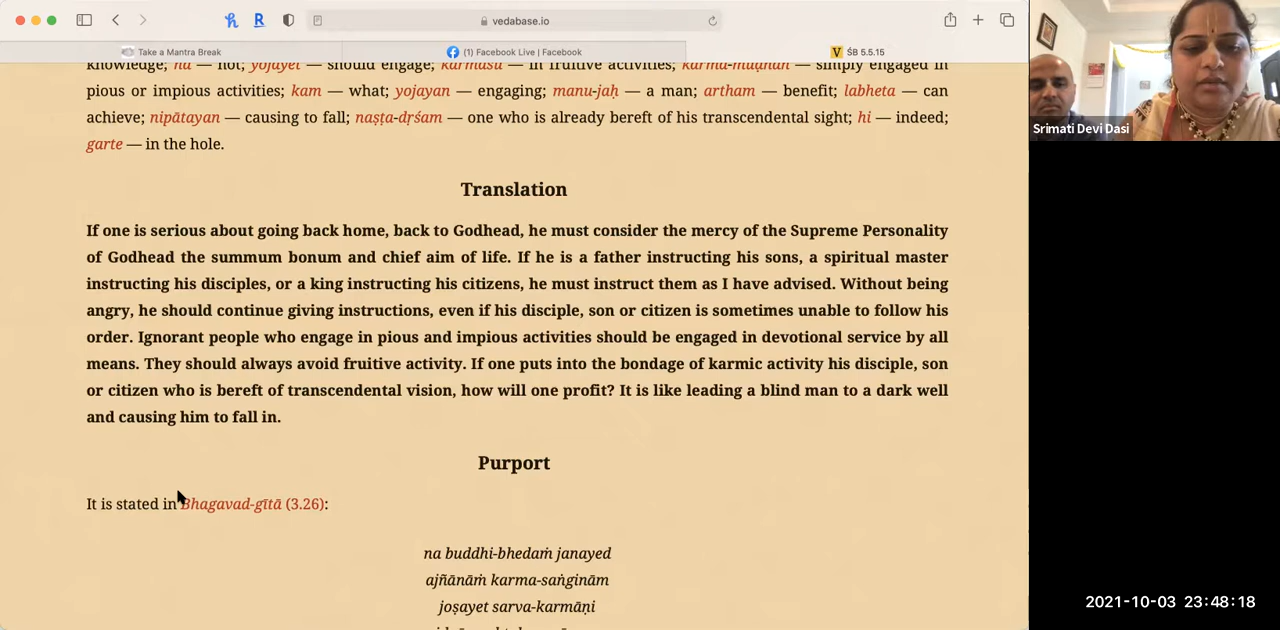 vedabase.io
Take a Mantra Break
(1) Facebook Live | Facebook
V ŚB 5.5.15
knowledge; na — not; yojayet — should engage; karmasu — in fruitive activities; karma-mūḍhān — simply engaged in
pious or impious activities; kam — what; yojayan — engaging; manu-jaḥ — a man; artham — benefit; labheta — can
achieve; nipātayan — causing to fall; naṣṭa-dṛśam — one who is already bereft of his transcendental sight; hi — indeed;
garte — in the hole.
Translation
If one is serious about going back home, back to Godhead, he must consider the mercy of the Supreme Personality
of Godhead the summum bonum and chief aim of life. If he is a father instructing his sons, a spiritual master
instructing his disciples, or a king instructing his citizens, he must instruct them as I have advised. Without being
angry, he should continue giving instructions, even if his disciple, son or citizen is sometimes unable to follow his
order. Ignorant people who engage in pious and impious activities should be engaged in devotional service by all
means. They should always avoid fruitive activity. If one puts into the bondage of karmic activity his disciple, son
or citizen who is bereft of transcendental vision, how will one profit? It is like leading a blind man to a dark well
and causing him to fall in.
Purport
It is stated in Bhagavad-gītā (3.26):
na buddhi-bhedaṁ janayed
ajñānāṁ karma-saṅginām
joṣayet sarva-karmāṇi
Srimati Devi Dasi
2021-10-03 23:48:18